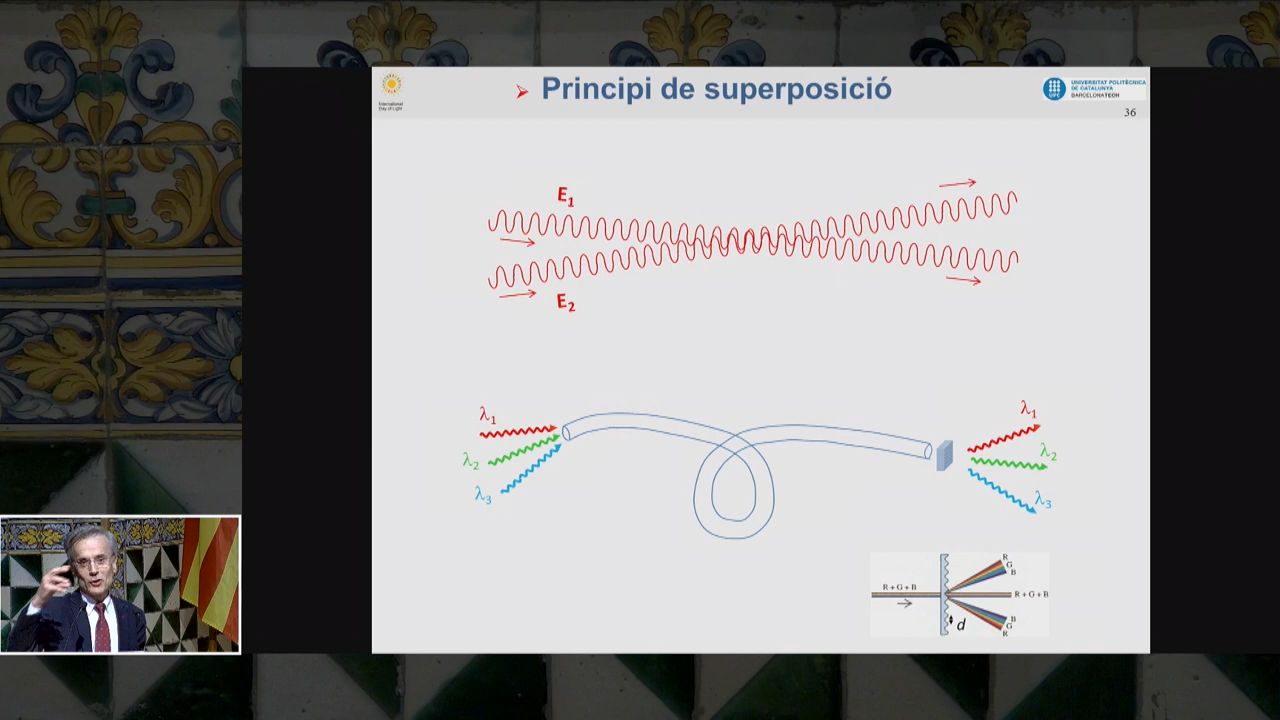 Principi de superposició
International
Day of Light
UPC
UNIVERSITAT POLITÈCNICA
DE CATALUNYA
BARCELONATECH
36
E₁
E₂
λ₁
λ₂
λ₃
λ₁
λ₂
λ₃
R + G + B
R
G
B
R + G + B
B
G
R
d